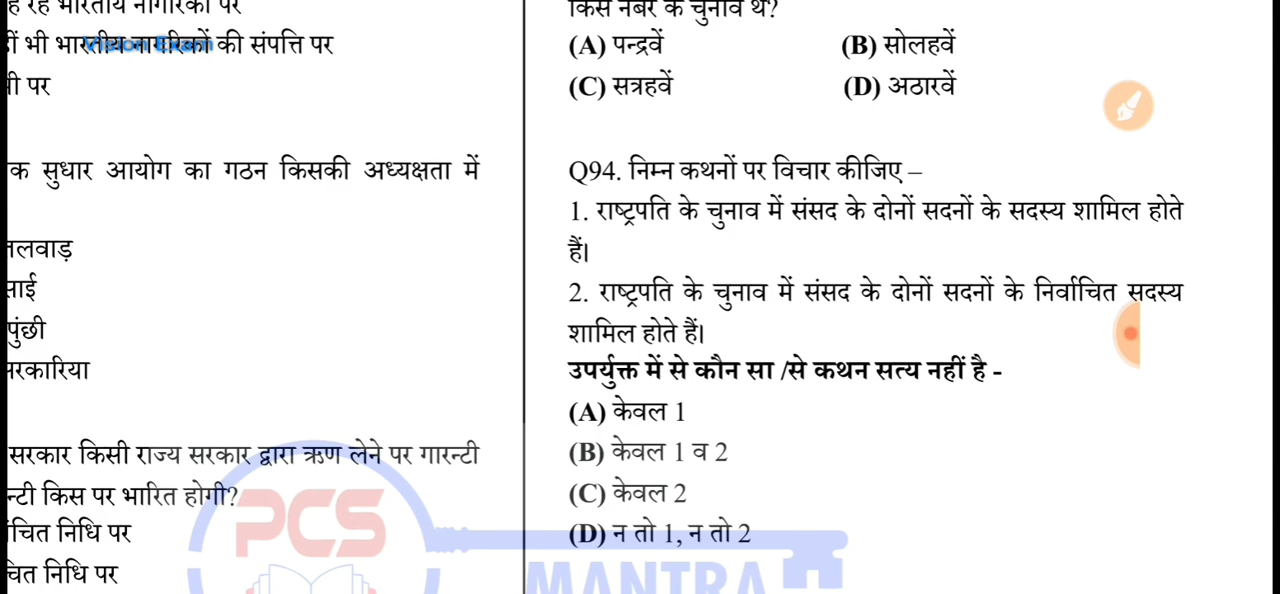 रह भारतीय नागरिकों पर
भी भारतीय नागरीकों की संपत्ति पर
Vision Exam
पर
सुधार आयोग का गठन किसकी अध्यक्षता में
सरकार किसी राज्य सरकार द्वारा ऋण लेने पर गारन्टी
किस पर भारित होगी?
निधि पर
निधि पर
किस नंबर के चुनाव थे?
(A) पन्द्रवें (B) सोलहवें
(C) सत्रहवें (D) अठारवें
Q94. निम्न कथनों पर विचार कीजिए –
1. राष्ट्रपति के चुनाव में संसद के दोनों सदनों के सदस्य शामिल होते
हैं।
2. राष्ट्रपति के चुनाव में संसद के दोनों सदनों के निर्वाचित सदस्य
शामिल होते हैं।
उपर्युक्त में से कौन सा /से कथन सत्य नहीं है -
(A) केवल 1
(B) केवल 1 व 2
(C) केवल 2
(D) न तो 1, न तो 2
PCS
MANTRA